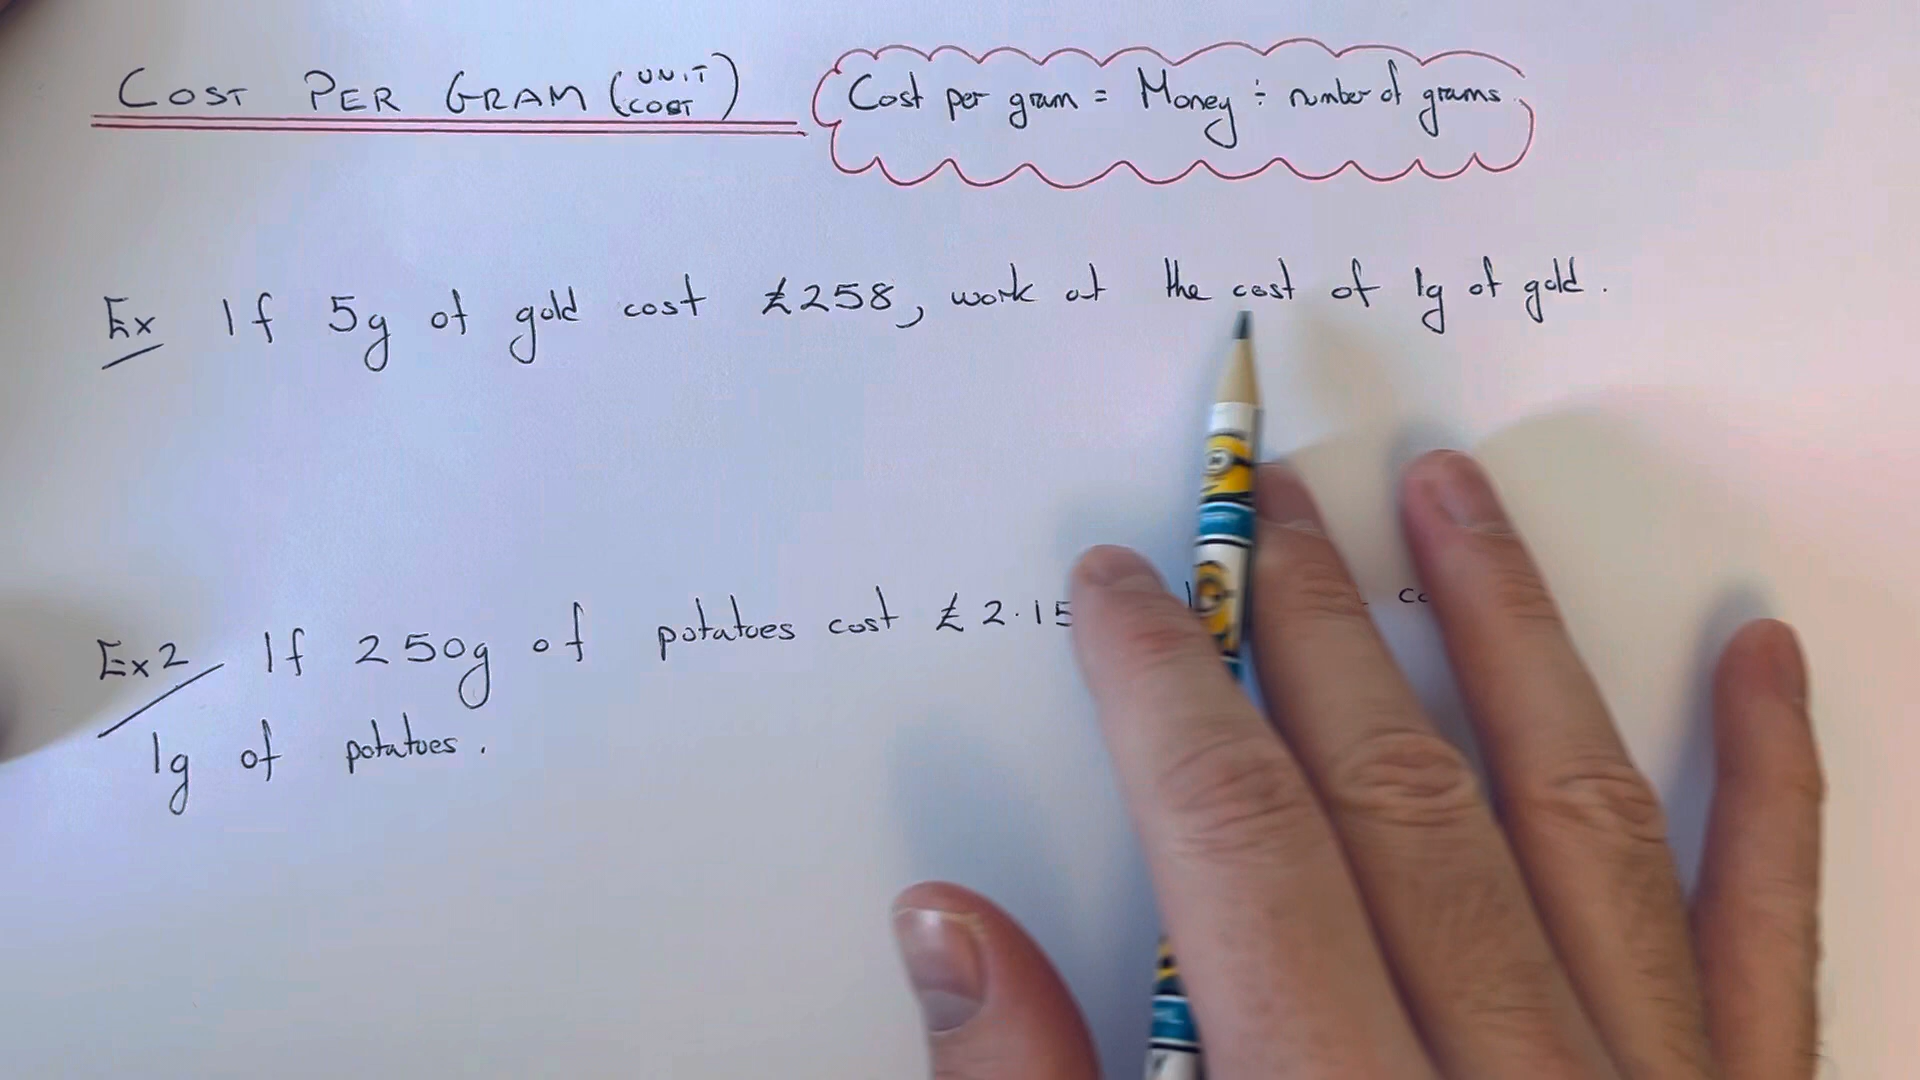 COST PER GRAM (UNIT COST)
Cost per gram = Money ÷ number of grams.
Ex If 5g of gold cost £258, work out the cost of 1g of gold.
Ex2 If 250g of potatoes cost £2.15
1g of potatoes.